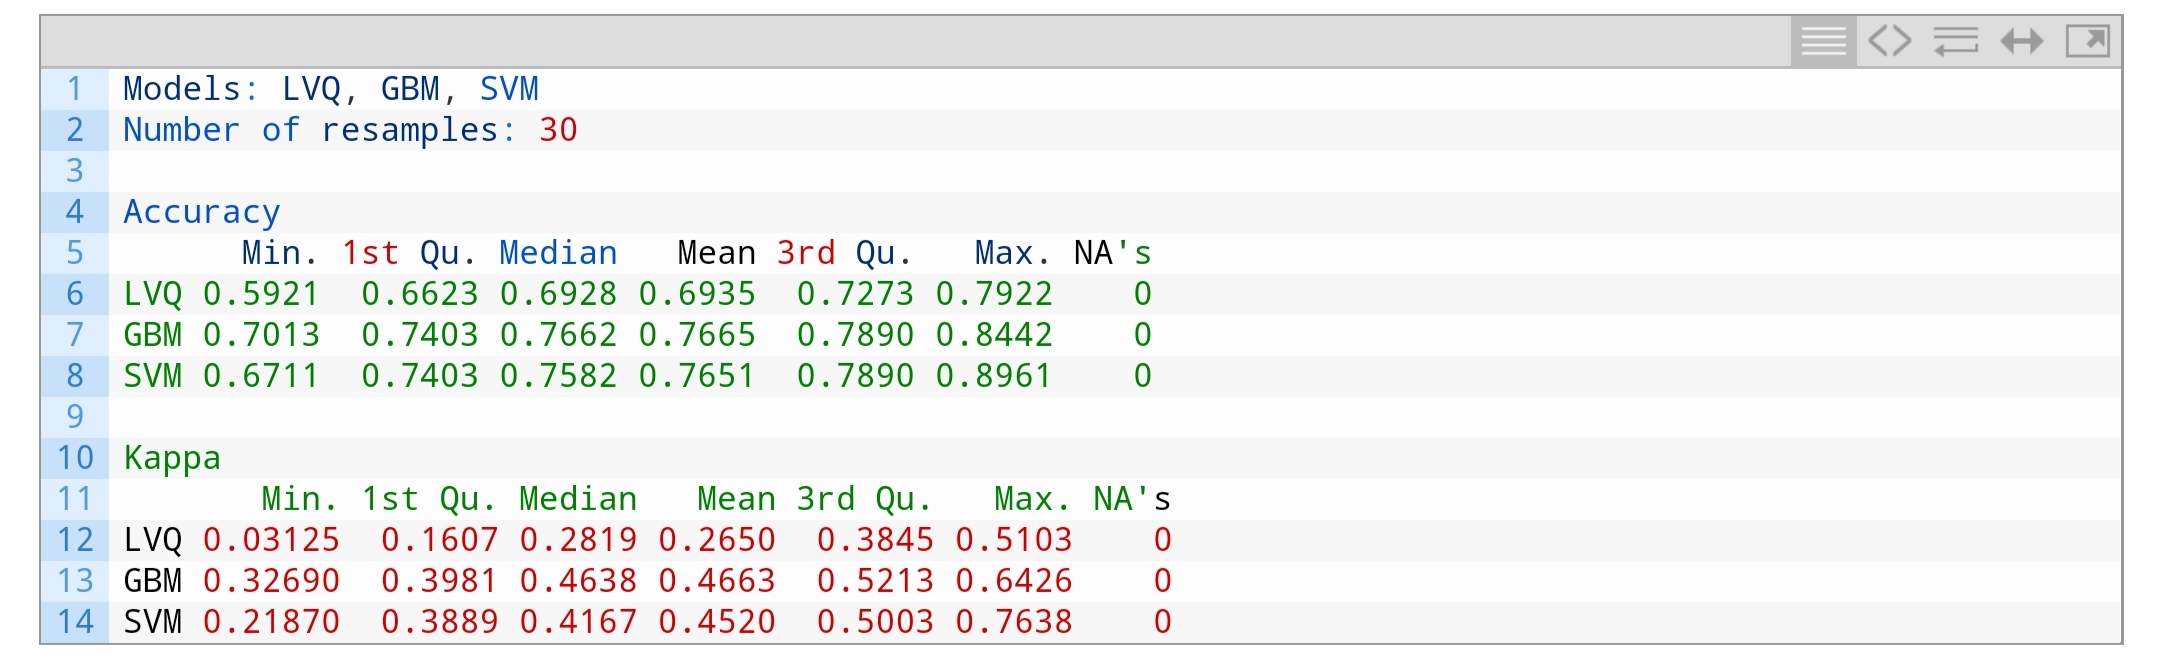 1 Models: LVQ, GBM, SVM
2 Number of resamples: 30
3
4 Accuracy
5       Min. 1st Qu. Median   Mean 3rd Qu.   Max. NA's
6 LVQ 0.5921  0.6623 0.6928 0.6935  0.7273 0.7922    0
7 GBM 0.7013  0.7403 0.7662 0.7665  0.7890 0.8442    0
8 SVM 0.6711  0.7403 0.7582 0.7651  0.7890 0.8961    0
9
10 Kappa
11        Min. 1st Qu. Median   Mean 3rd Qu.   Max. NA's
12 LVQ 0.03125  0.1607 0.2819 0.2650  0.3845 0.5103    0
13 GBM 0.32690  0.3981 0.4638 0.4663  0.5213 0.6426    0
14 SVM 0.21870  0.3889 0.4167 0.4520  0.5003 0.7638    0